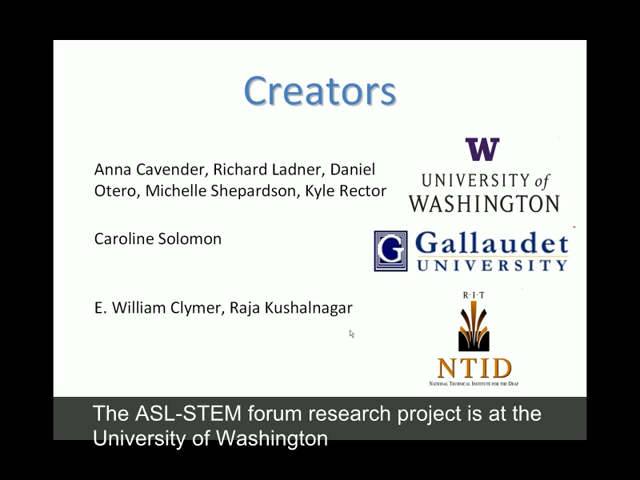 Creators
Anna Cavender, Richard Ladner, Daniel
Otero, Michelle Shepardson, Kyle Rector
W
UNIVERSITY of
WASHINGTON
Caroline Solomon
G
Gallaudet
UNIVERSITY
E. William Clymer, Raja Kushalnagar
R·I·T
NTID
NATIONAL TECHNICAL INSTITUTE FOR THE DEAF
The ASL-STEM forum research project is at the
University of Washington